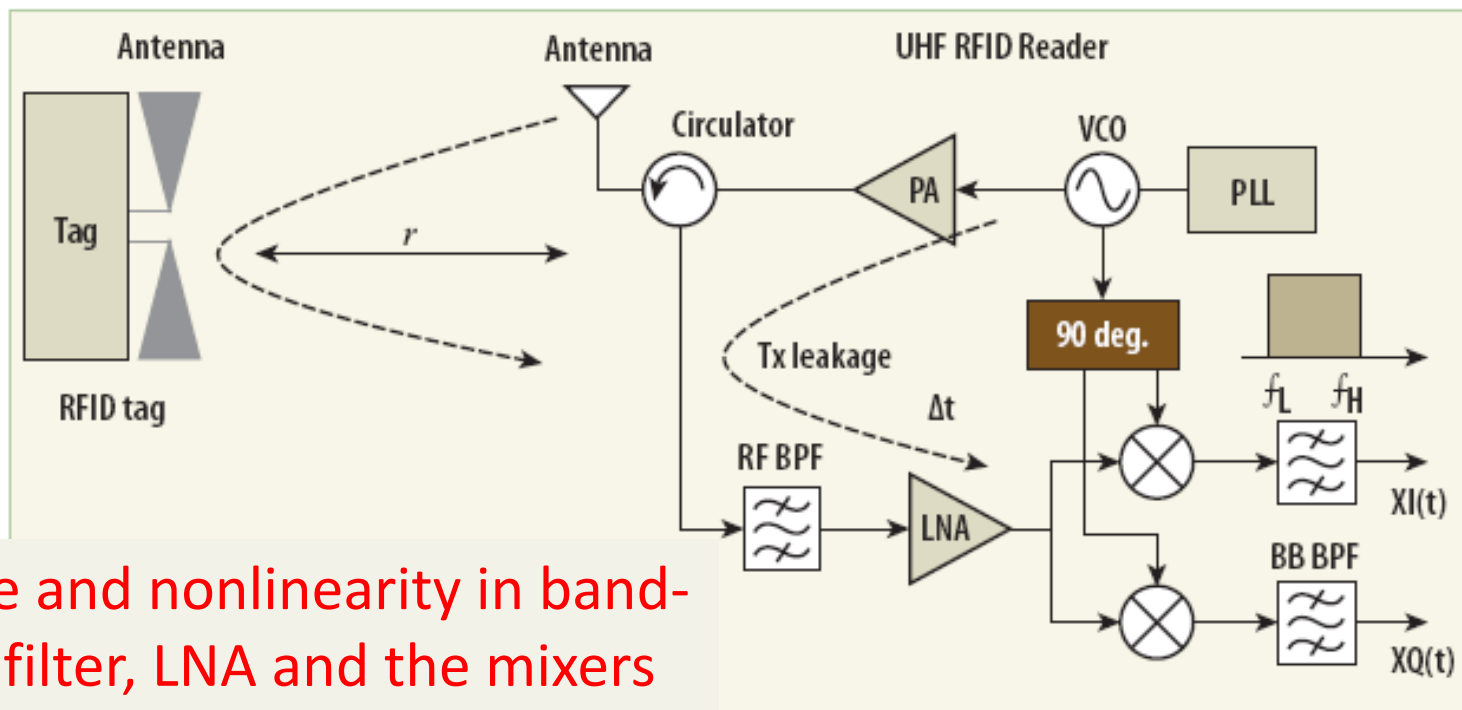 Antenna
Antenna
UHF RFID Reader
Circulator
VCO
PA
PLL
Tag
r
90 deg.
Tx leakage
fL fH
RFID tag
Δt
RF BPF
XI(t)
LNA
BB BPF
e and nonlinearity in band-
filter, LNA and the mixers
XQ(t)